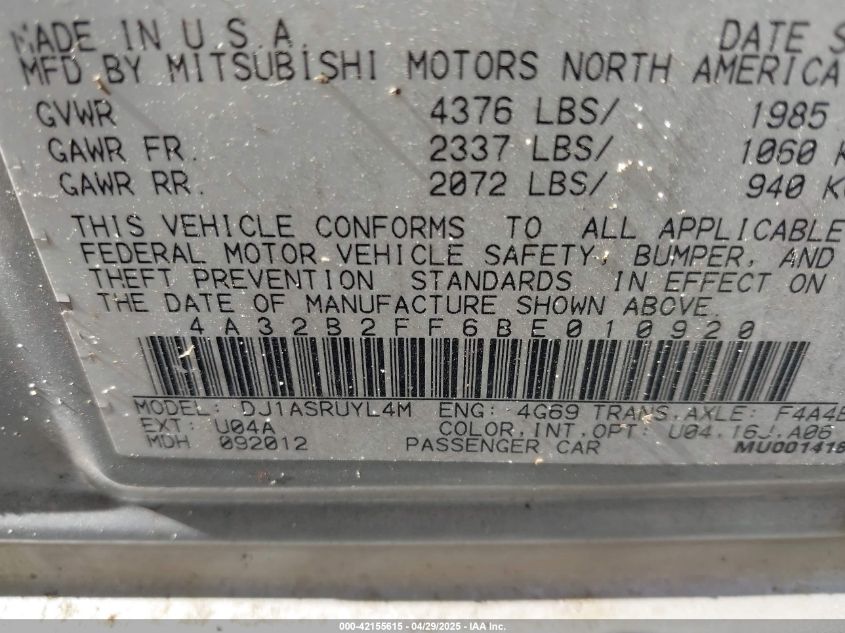 MADE IN U.S.A. DATE S
MFD BY MITSUBISHI MOTORS NORTH AMERICA
GVWR 4376 LBS/ 1985
GAWR FR. 2337 LBS/ 1060 K
GAWR RR. 2072 LBS/ 940 KG
THIS VEHICLE CONFORMS TO ALL APPLICABLE
FEDERAL MOTOR VEHICLE SAFETY, BUMPER, AND
THEFT PREVENTION STANDARDS IN EFFECT ON
THE DATE OF MANUFACTURE SHOWN ABOVE.
4A32B2FF6BE010920
MODEL: DJ1ASRUYL4M ENG: 4G69 TRANS.AXLE: F4A4B
EXT: U04A COLOR,INT,OPT: U04.16J.A06
MDH 092012 PASSENGER CAR MU001418
000-42155615 - 04/29/2025 - IAA Inc.